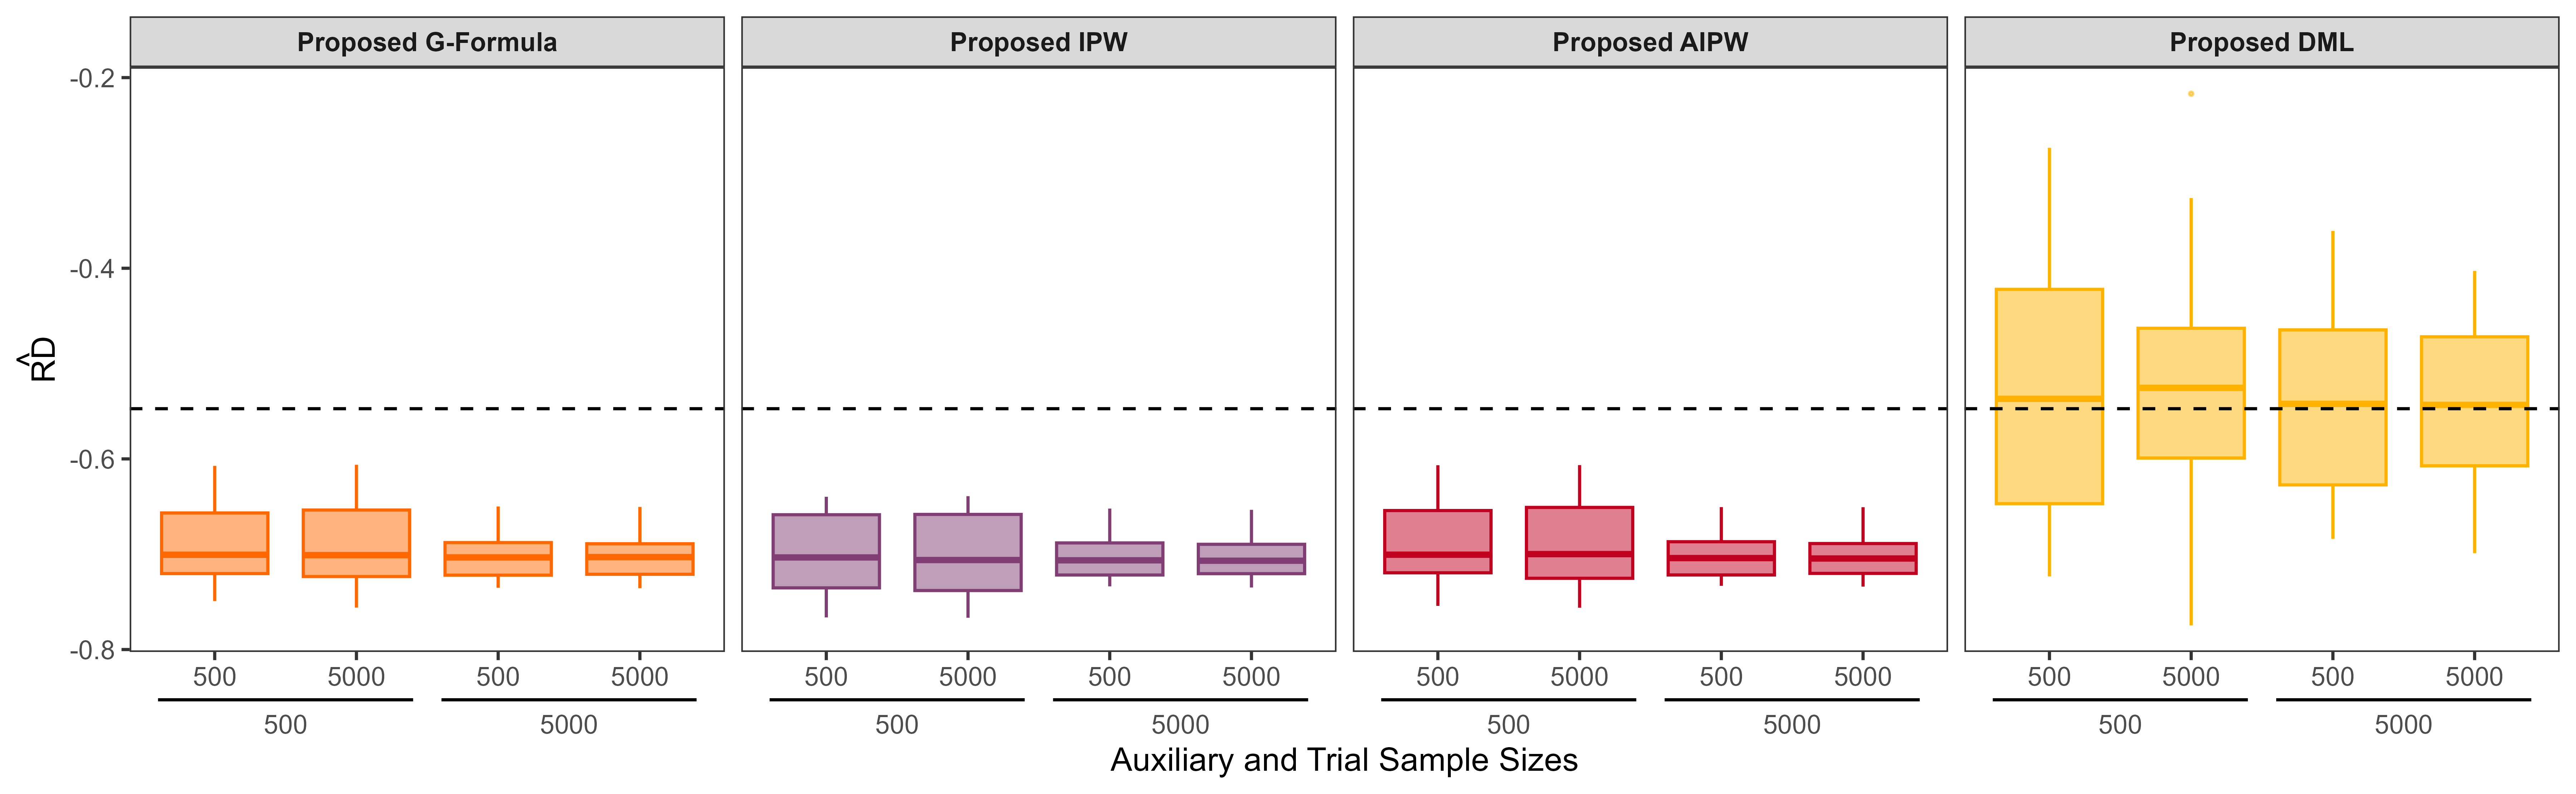 Proposed G-Formula Proposed IPW Proposed AIPW Proposed DML
-0.2
-0.4
-0.6
-0.8
R̂D
500 5000 500 5000 500 5000 500 5000 500 5000 500 5000 500 5000 500 5000
500 5000 500 5000 500 5000 500 5000
Auxiliary and Trial Sample Sizes